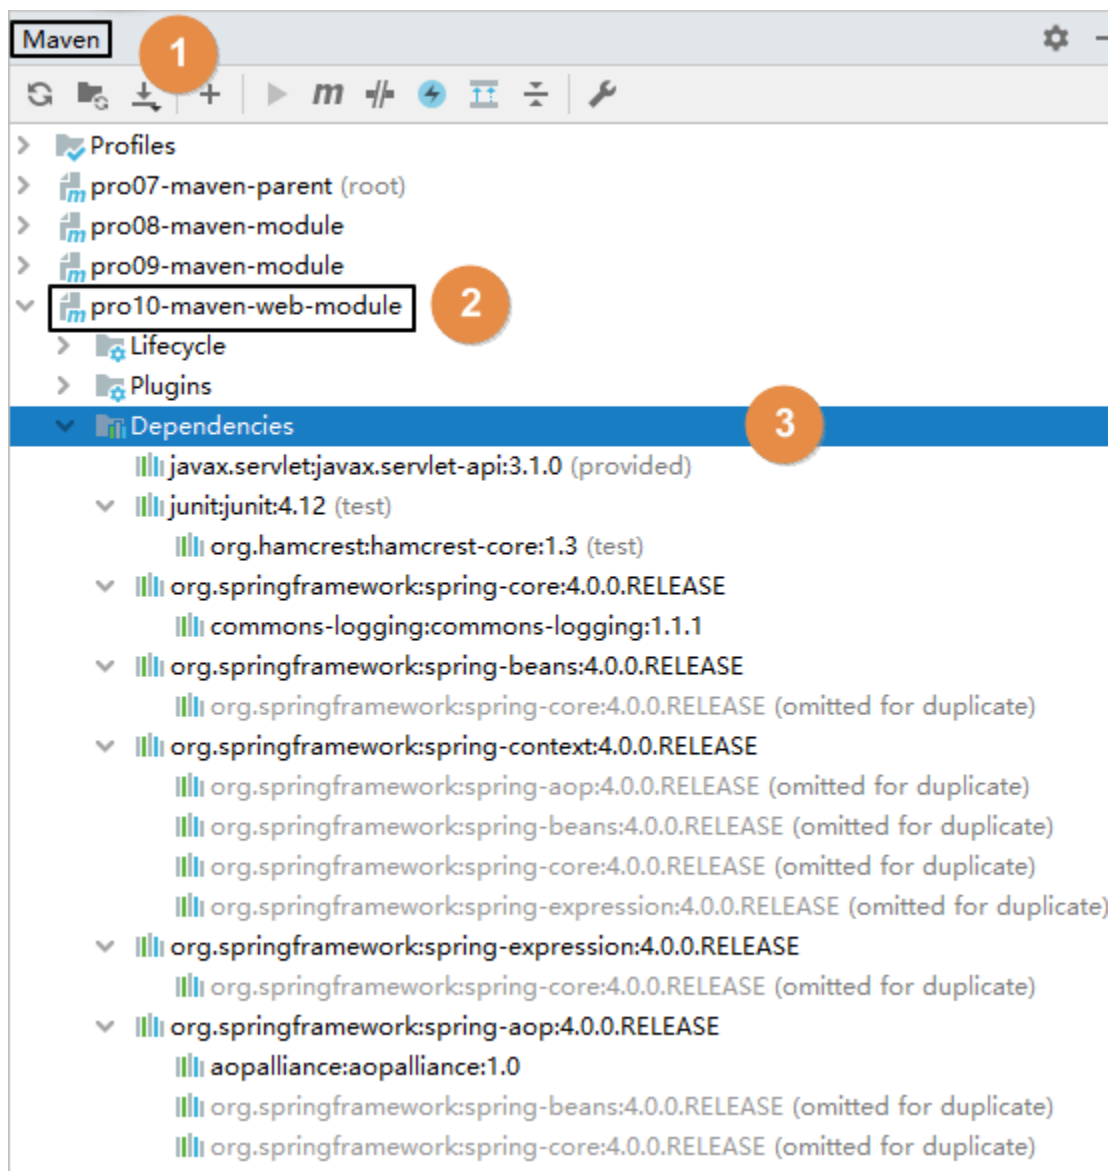 Maven
1
m
Profiles
pro07-maven-parent (root)
pro08-maven-module
pro09-maven-module
pro10-maven-web-module
2
Lifecycle
Plugins
Dependencies
3
javax.servlet:javax.servlet-api:3.1.0 (provided)
junit:junit:4.12 (test)
org.hamcrest:hamcrest-core:1.3 (test)
org.springframework:spring-core:4.0.0.RELEASE
commons-logging:commons-logging:1.1.1
org.springframework:spring-beans:4.0.0.RELEASE
org.springframework:spring-core:4.0.0.RELEASE (omitted for duplicate)
org.springframework:spring-context:4.0.0.RELEASE
org.springframework:spring-aop:4.0.0.RELEASE (omitted for duplicate)
org.springframework:spring-beans:4.0.0.RELEASE (omitted for duplicate)
org.springframework:spring-core:4.0.0.RELEASE (omitted for duplicate)
org.springframework:spring-expression:4.0.0.RELEASE (omitted for duplicate)
org.springframework:spring-expression:4.0.0.RELEASE
org.springframework:spring-core:4.0.0.RELEASE (omitted for duplicate)
org.springframework:spring-aop:4.0.0.RELEASE
aopalliance:aopalliance:1.0
org.springframework:spring-beans:4.0.0.RELEASE (omitted for duplicate)
org.springframework:spring-core:4.0.0.RELEASE (omitted for duplicate)